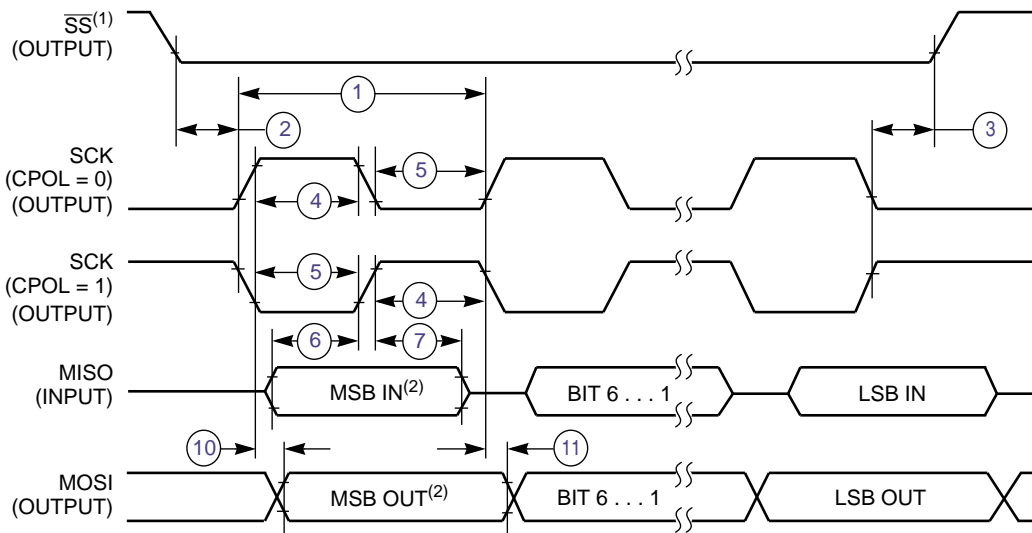 SS(1)
(OUTPUT)
1
2
3
SCK
(CPOL = 0)
(OUTPUT)
5
4
SCK
(CPOL = 1)
(OUTPUT)
5
4
6
7
MISO
(INPUT)
MSB IN(2)
BIT 6 . . . 1
LSB IN
10
11
MOSI
(OUTPUT)
MSB OUT(2)
BIT 6 . . . 1
LSB OUT